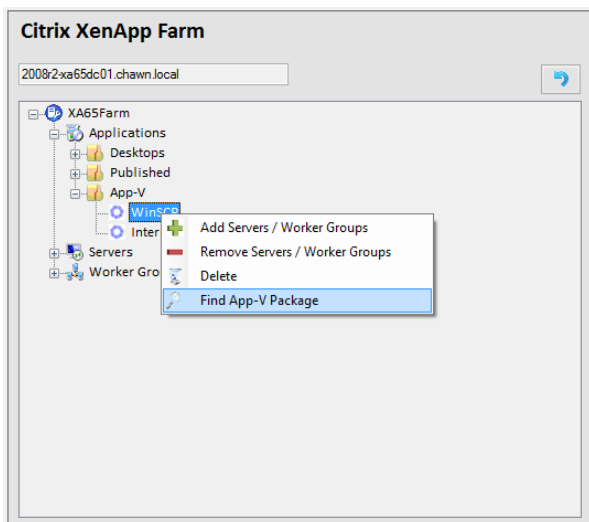 Citrix XenApp Farm
2008r2-xa65dc01.chawn.local
XA65Farm
Applications
Desktops
Published
App-V
WinSCP
Inter
Servers
Worker Gro
Add Servers / Worker Groups
Remove Servers / Worker Groups
Delete
Find App-V Package